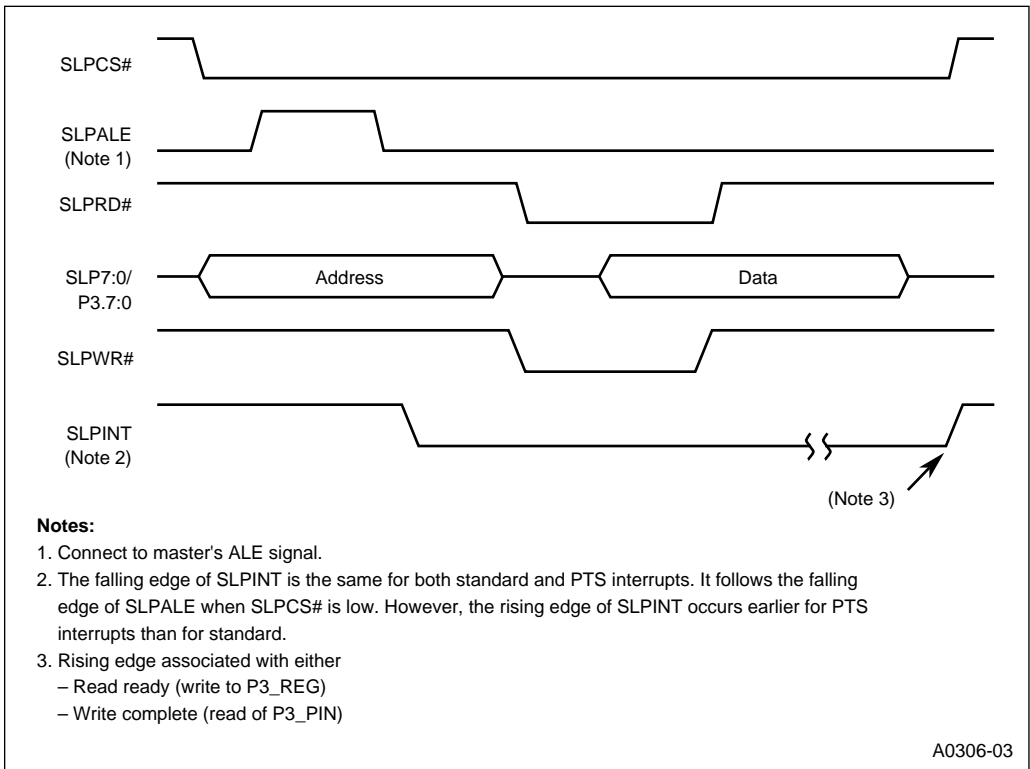 SLPCS#
SLPALE
(Note 1)
SLPRD#
SLP7:0/
P3.7:0
Address
Data
SLPWR#
SLPINT
(Note 2)
(Note 3)
Notes:
1. Connect to master's ALE signal.
2. The falling edge of SLPINT is the same for both standard and PTS interrupts. It follows the falling
edge of SLPALE when SLPCS# is low. However, the rising edge of SLPINT occurs earlier for PTS
interrupts than for standard.
3. Rising edge associated with either
– Read ready (write to P3_REG)
– Write complete (read of P3_PIN)
A0306-03